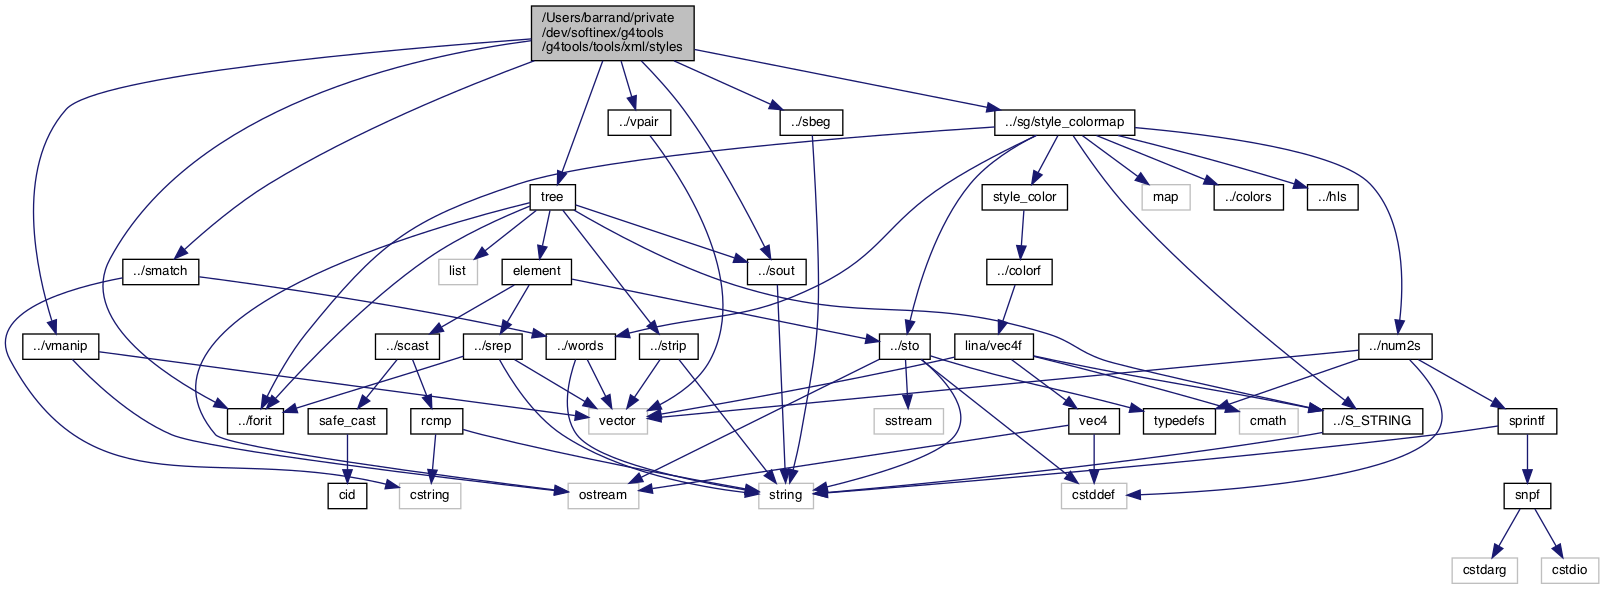 /Users/barrand/private
/dev/softinex/g4tools
/g4tools/tools/xml/styles
../vpair
../sbeg
../sg/style_colormap
tree
style_color
map
../colors
../hls
../smatch
list
element
../sout
../colorf
../vmanip
../scast
../srep
../words
../strip
../sto
lina/vec4f
../num2s
../forit
safe_cast
rcmp
vector
sstream
vec4
typedefs
cmath
../S_STRING
sprintf
cid
cstring
ostream
string
cstddef
snpf
cstdarg
cstdio